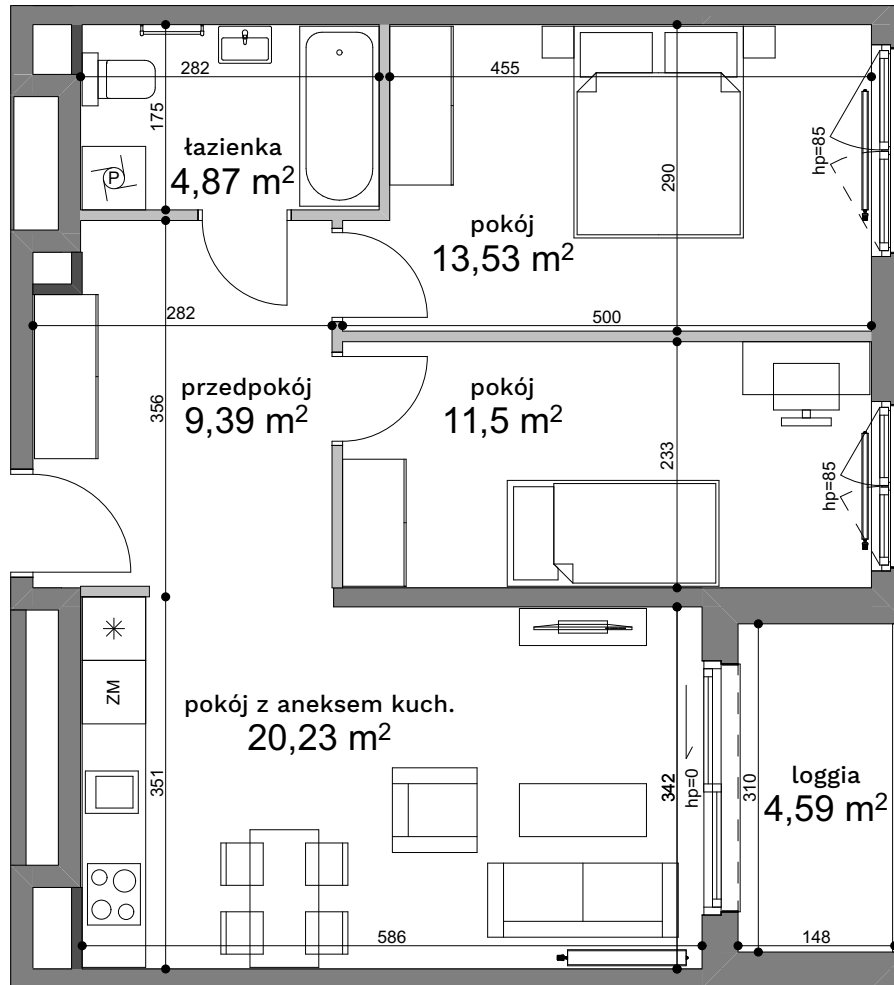 282
455
175
łazienka
4,87 m²
P
290
hp=85
pokój
13,53 m²
282
500
356
przedpokój
9,39 m²
pokój
11,5 m²
233
hp=85
ZM
pokój z aneksem kuch.
20,23 m²
351
342
hp=0
310
loggia
4,59 m²
586
148